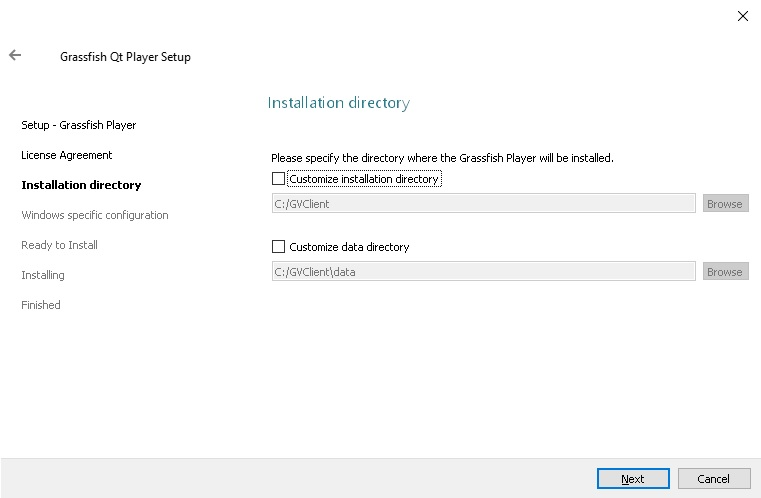 Grassfish Qt Player Setup
Installation directory
Setup - Grassfish Player
License Agreement
Installation directory
Windows specific configuration
Ready to Install
Installing
Finished
Please specify the directory where the Grassfish Player will be installed.
Customize installation directory
C:/GVClient
Browse
Customize data directory
C:/GVClient\data
Browse
Next
Cancel